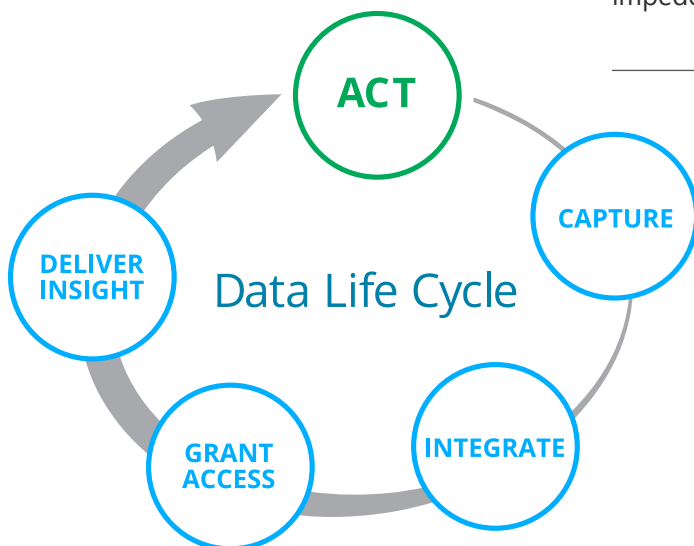 ACT
CAPTURE
DELIVER
INSIGHT
Data Life Cycle
INTEGRATE
GRANT
ACCESS